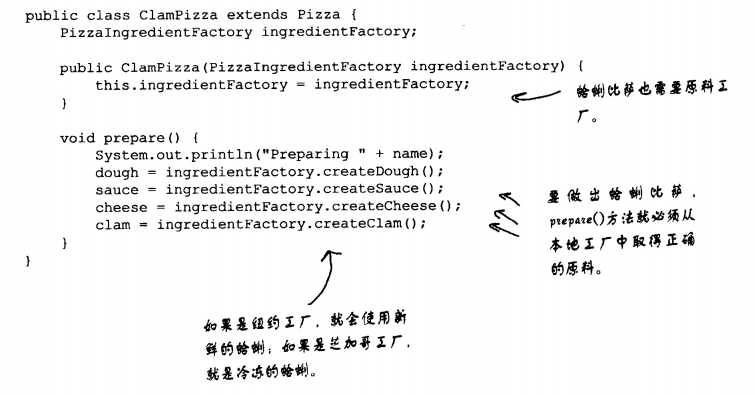 public class ClamPizza extends Pizza {
    PizzaIngredientFactory ingredientFactory;

    public ClamPizza(PizzaIngredientFactory ingredientFactory) {
        this.ingredientFactory = ingredientFactory;
    }

    void prepare() {
        System.out.println("Preparing " + name);
        dough = ingredientFactory.createDough();
        sauce = ingredientFactory.createSauce();
        cheese = ingredientFactory.createCheese();
        clam = ingredientFactory.createClam();
    }
}
蛤蜊比萨也需要原料工
厂。
要做出蛤蜊比萨，
prepare()方法就必须从
本地工厂中取得正确
的原料。
如果是纽约工厂，就会使用新
鲜的蛤蜊；如果是芝加哥工厂，
就是冷冻的蛤蜊。